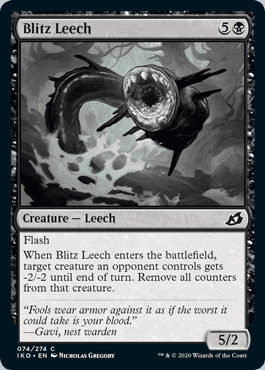 Blitz Leech 5
Creature — Leech
Flash
When Blitz Leech enters the battlefield,
target creature an opponent controls gets
-2/-2 until end of turn. Remove all counters
from that creature.
“Fools wear armor against it as if the worst it
could take is your blood.”
—Gavi, nest warden
5/2
074/274 C
IKO • EN Nicholas Gregory
™ & © 2020 Wizards of the Coast